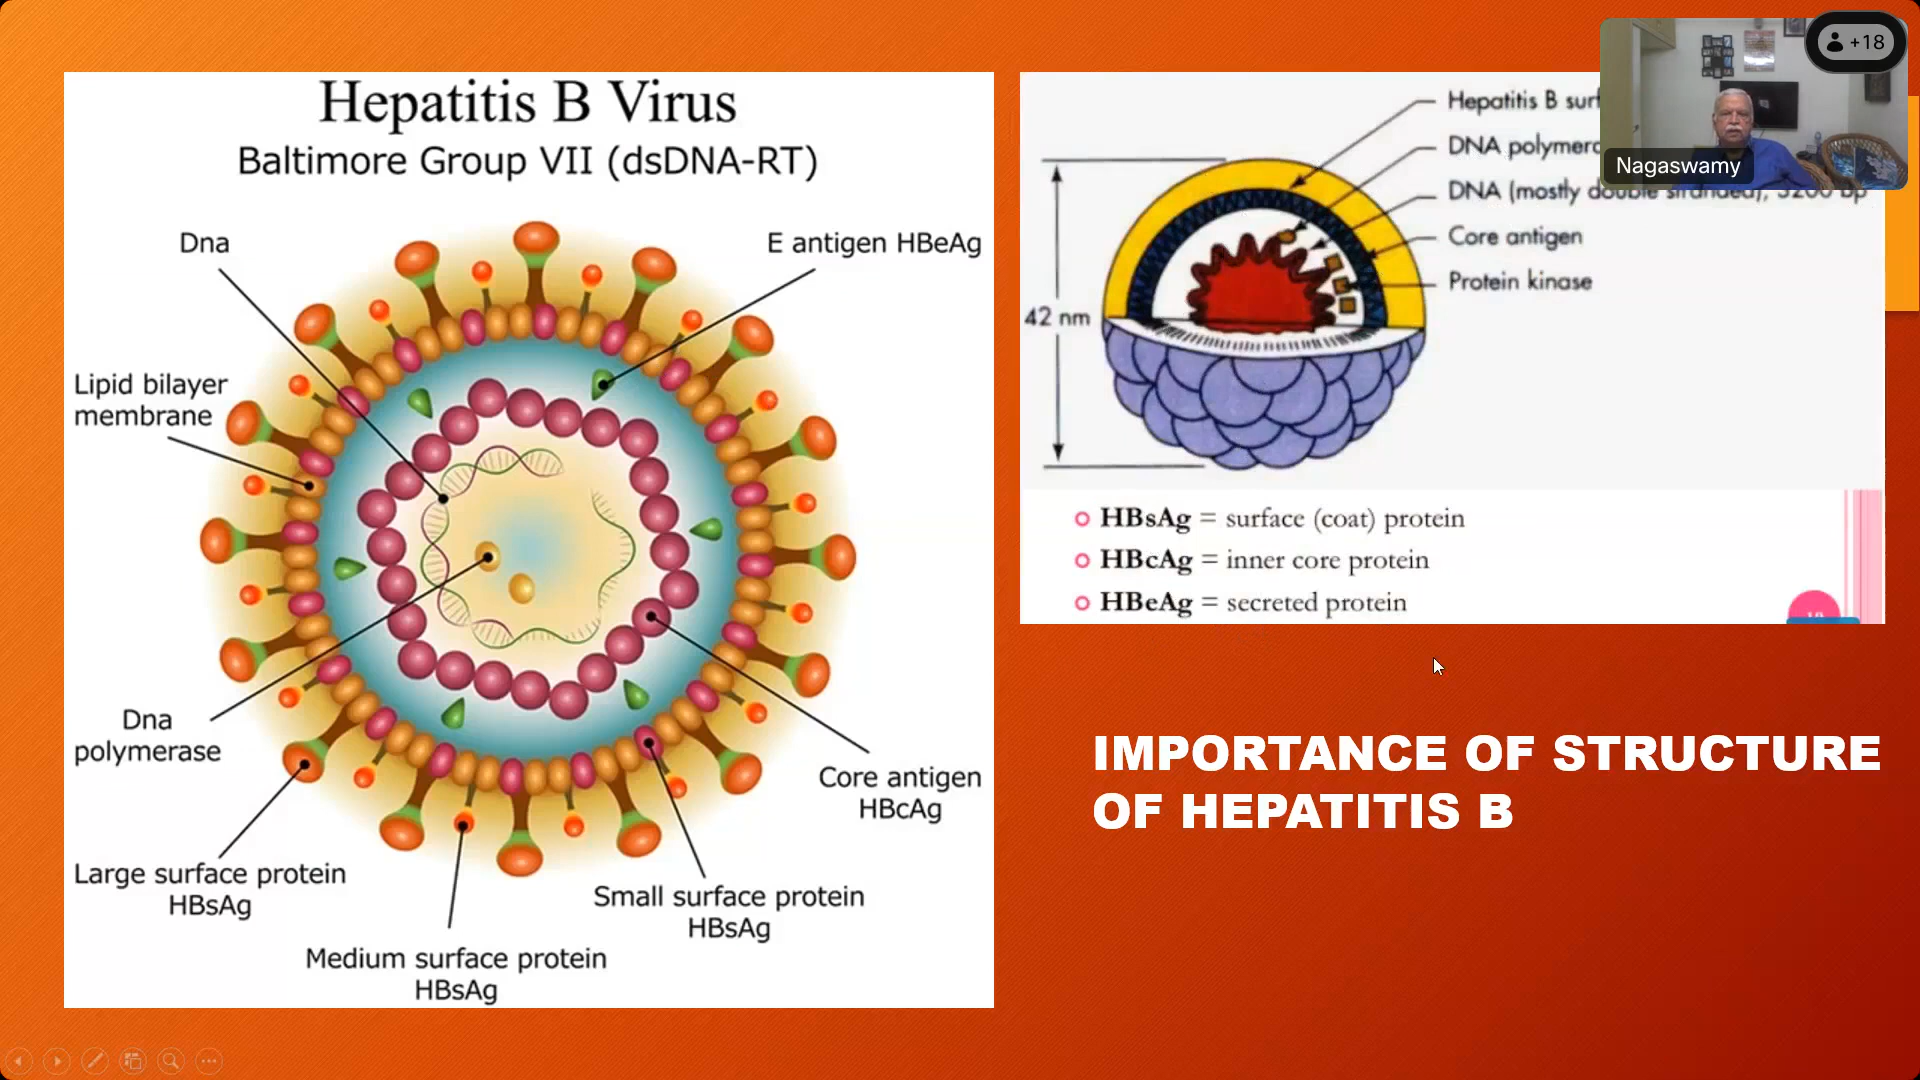 Hepatitis B Virus
Baltimore Group VII (dsDNA-RT)
Dna
E antigen HBeAg
Lipid bilayer
membrane
Dna
polymerase
Core antigen
HBcAg
Large surface protein
HBsAg
Small surface protein
HBsAg
Medium surface protein
HBsAg
Hepatitis B
DNA
DNA (mostly double stranded), 3200 bp
Core antigen
Protein kinase
42 nm
HBsAg = surface (coat) protein
HBcAg = inner core protein
HBeAg = secreted protein
+18
Nagaswamy
IMPORTANCE OF STRUCTURE
OF HEPATITIS B